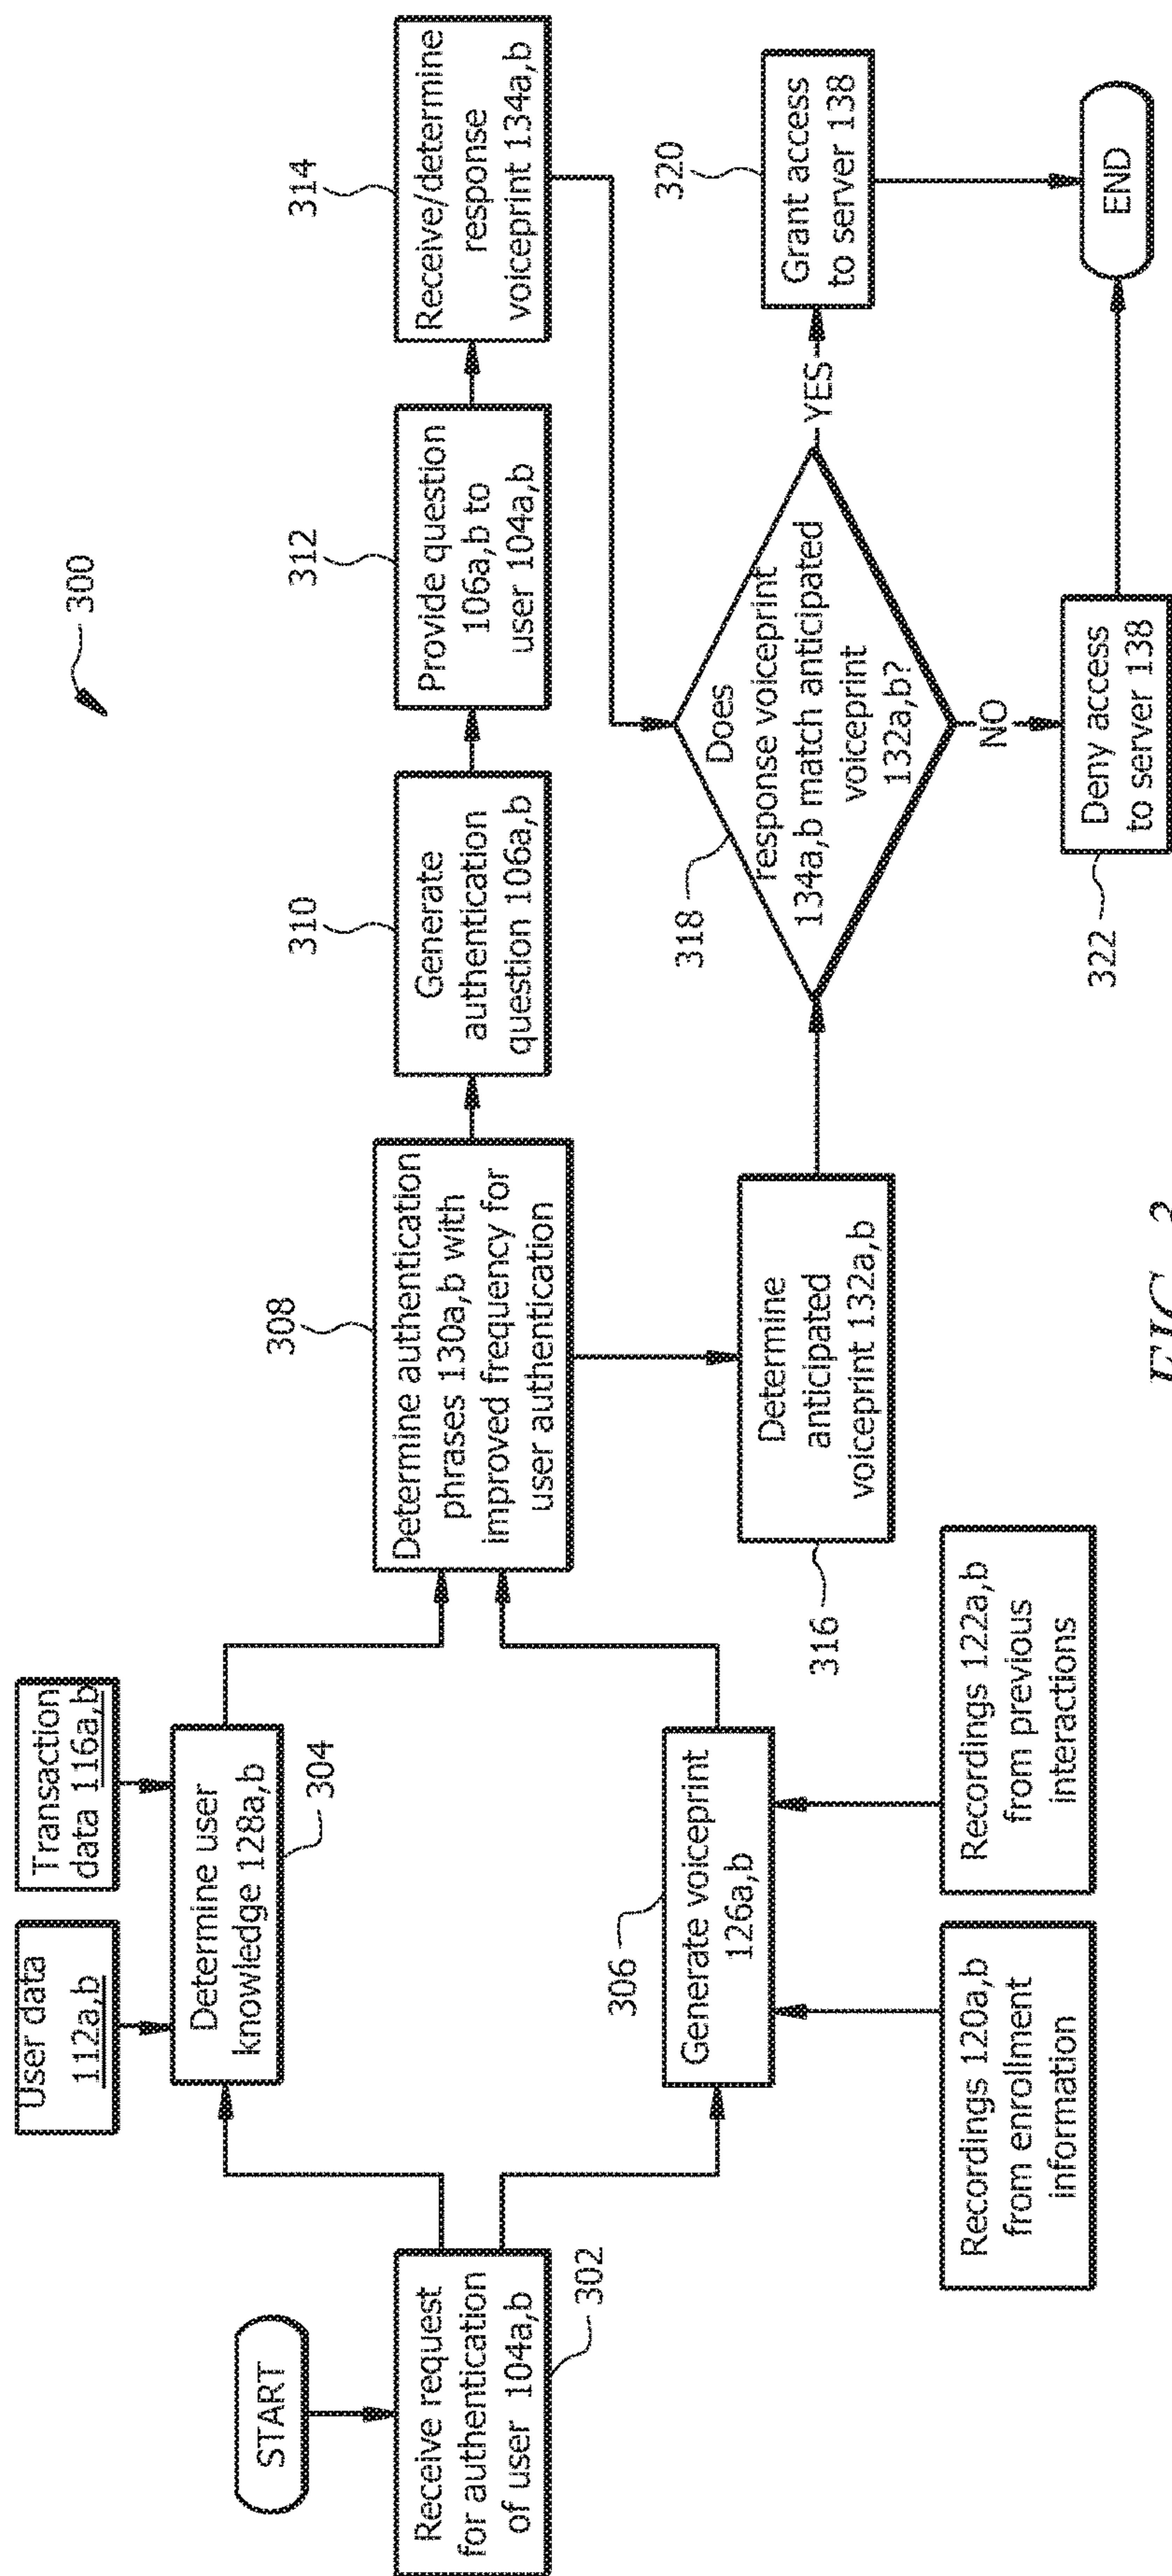 300
START
Receive request
for authentication
of user 104a,b
302
User data
112a,b
Transaction
data 116a,b
Determine user
knowledge 128a,b
304
306
Generate voiceprint
126a,b
Recordings 120a,b
from enrollment
information
Recordings 122a,b
from previous
interactions
308
Determine authentication
phrases 130a,b with
improved frequency for
user authentication
310
Generate
authentication
question 106a,b
312
Provide question
106a,b to
user 104a,b
314
Receive/determine
response
voiceprint 134a,b
316
Determine
anticipated
voiceprint 132a,b
318
Does
response voiceprint
134a,b match anticipated
voiceprint
132a,b?
YES
320
Grant access
to server 138
NO
322
Deny access
to server 138
END